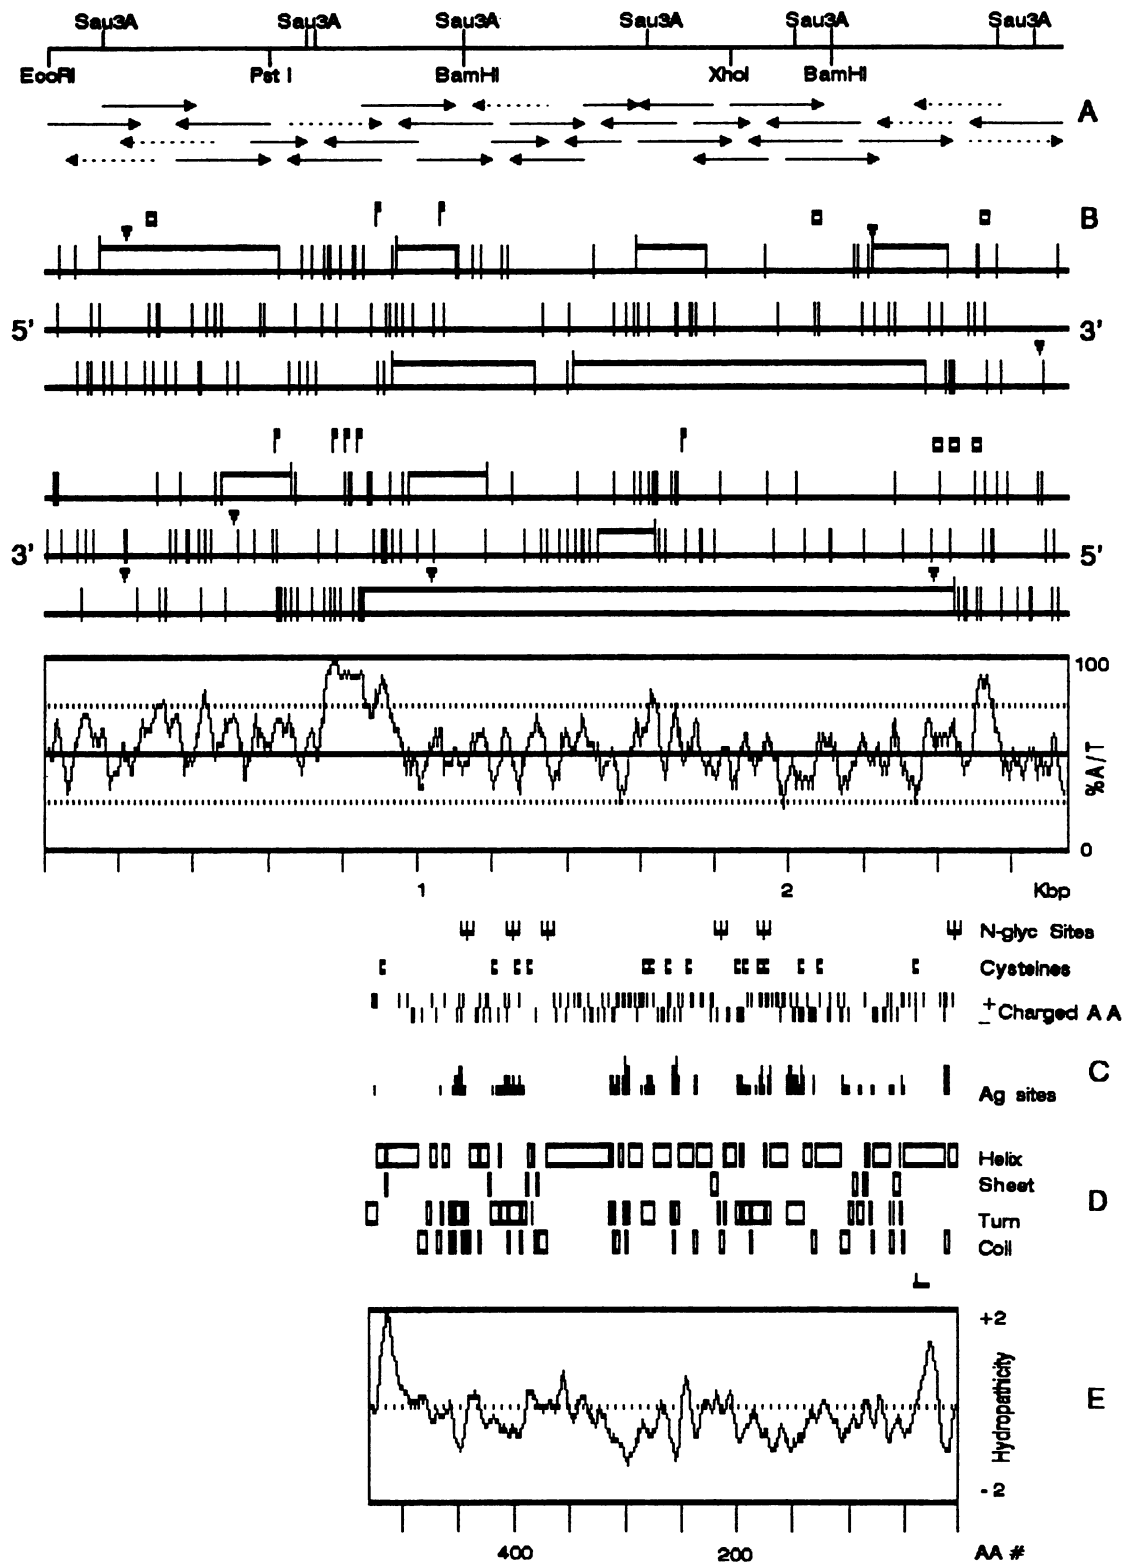 Sau3A Sau3A Sau3A Sau3A Sau3A Sau3A
EcoRI Pst I BamHI XhoI BamHI
A
B
5' 3'
3' 5'
100
%A/T
0
1 2 Kbp
N-glyc Sites
Cysteines
+
_ Charged AA
C
Ag sites
Helix
Sheet
D
Turn
Coil
+2
Hydropathicity
E
-2
400 200 AA #